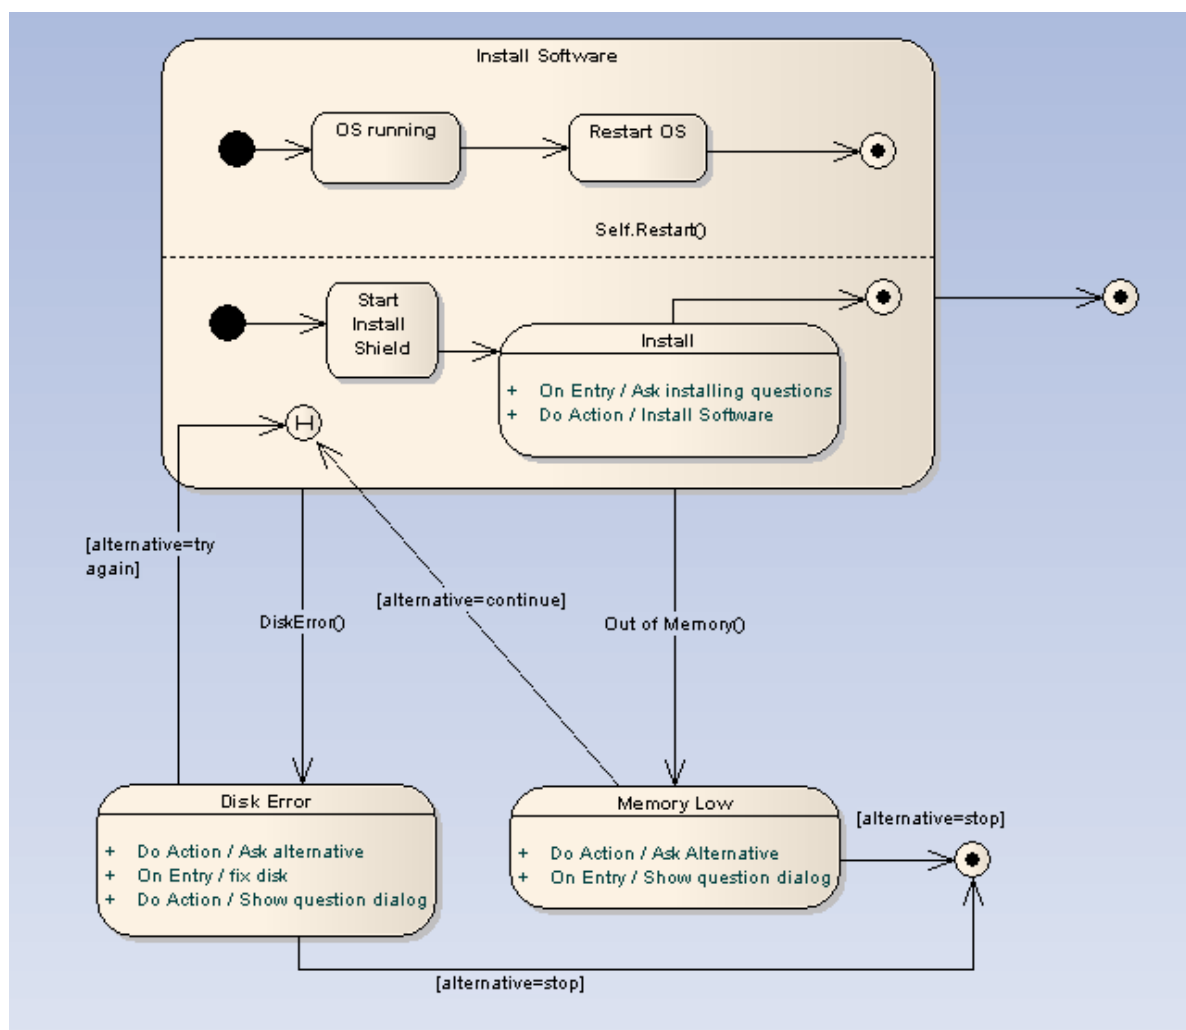 Install Software
OS running
Restart OS
Self.Restart()
Start
Install
Shield
Install
+ On Entry / Ask installing questions
+ Do Action / Install Software
H
[alternative=try
again]
[alternative=continue]
DiskError()
Out of Memory()
Disk Error
+ Do Action / Ask alternative
+ On Entry / fix disk
+ Do Action / Show question dialog
Memory Low
+ Do Action / Ask Alternative
+ On Entry / Show question dialog
[alternative=stop]
[alternative=stop]